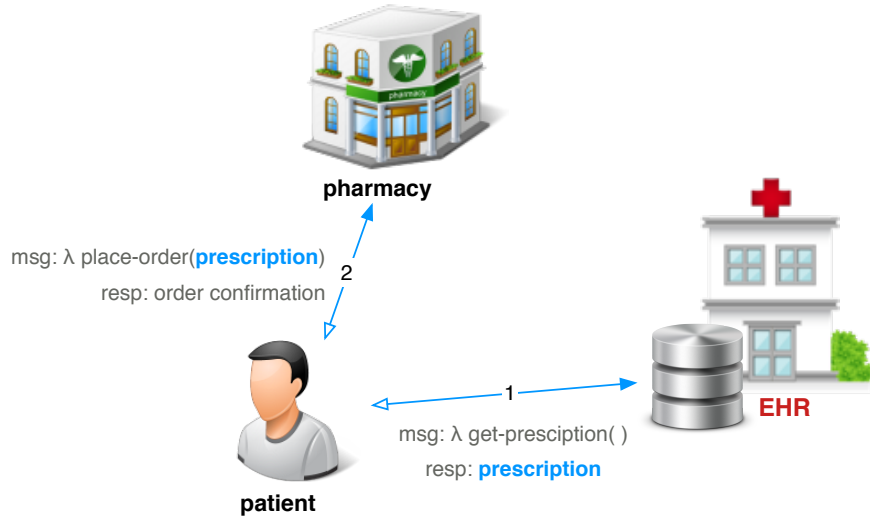 pharmacy
pharmacy
msg: λ place-order(prescription)
2
resp: order confirmation
1
EHR
msg: λ get-presciption( )
resp: prescription
patient